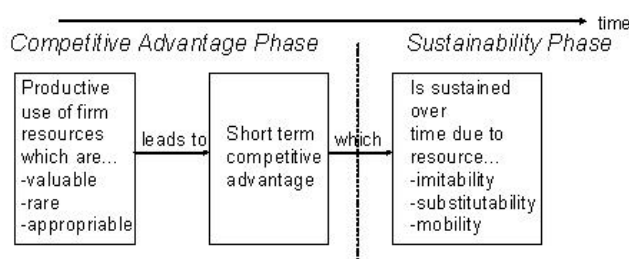 time
Competitive Advantage Phase
Sustainability Phase
Productive
use of firm
resources
which are...
-valuable
-rare
-appropriable
leads to
Short term
competitive
advantage
which
Is sustained
over
time due to
resource...
-imitability
-substitutability
-mobility